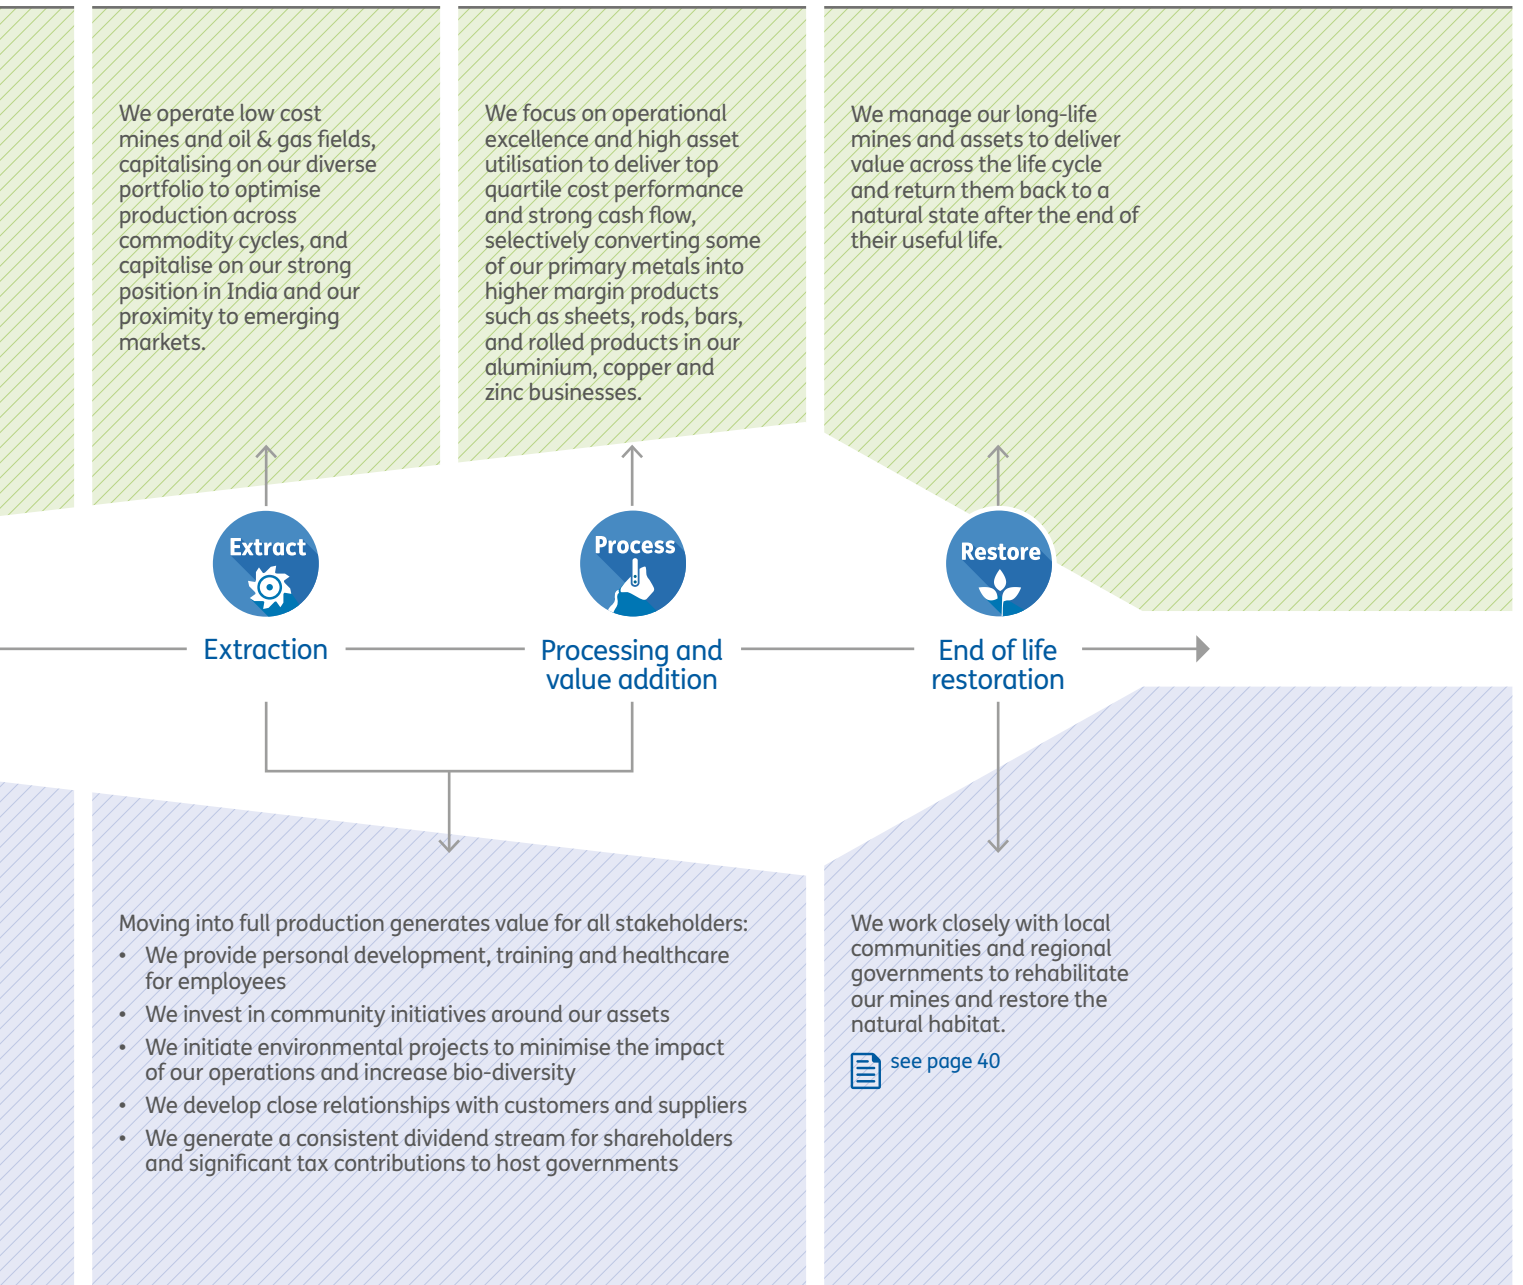 We operate low cost
mines and oil & gas fields,
capitalising on our diverse
portfolio to optimise
production across
commodity cycles, and
capitalise on our strong
position in India and our
proximity to emerging
markets.
We focus on operational
excellence and high asset
utilisation to deliver top
quartile cost performance
and strong cash flow,
selectively converting some
of our primary metals into
higher margin products
such as sheets, rods, bars,
and rolled products in our
aluminium, copper and
zinc businesses.
We manage our long-life
mines and assets to deliver
value across the life cycle
and return them back to a
natural state after the end of
their useful life.
Extract
Process
Restore
Extraction
Processing and
value addition
End of life
restoration
Moving into full production generates value for all stakeholders:
• We provide personal development, training and healthcare
for employees
• We invest in community initiatives around our assets
• We initiate environmental projects to minimise the impact
of our operations and increase bio-diversity
• We develop close relationships with customers and suppliers
• We generate a consistent dividend stream for shareholders
and significant tax contributions to host governments
We work closely with local
communities and regional
governments to rehabilitate
our mines and restore the
natural habitat.
see page 40